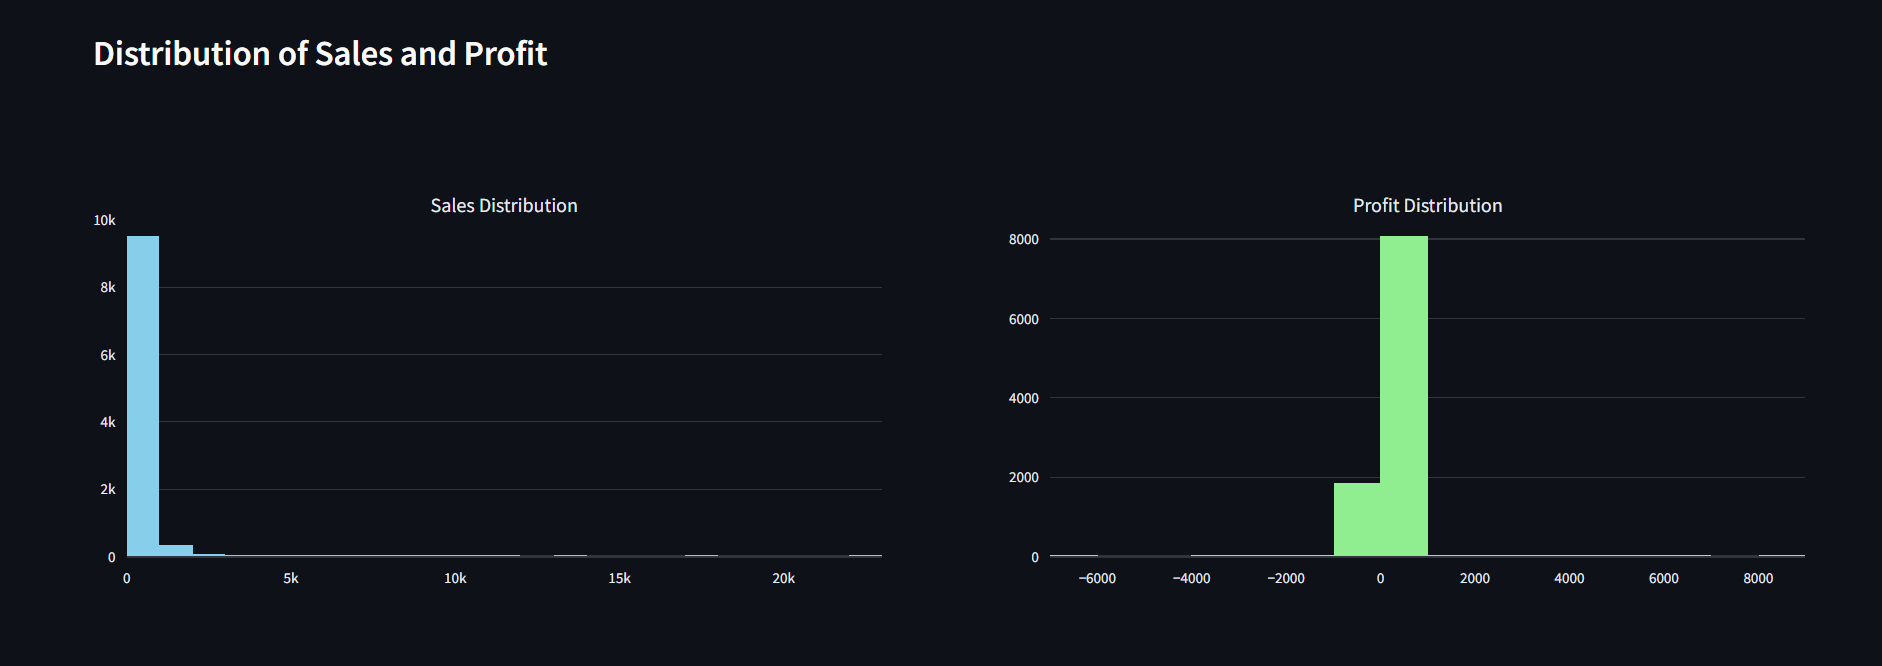 Distribution of Sales and Profit
Sales Distribution
10k
8k
6k
4k
2k
0
0 5k 10k 15k 20k
Profit Distribution
8000
6000
4000
2000
0
−6000 −4000 −2000 0 2000 4000 6000 8000